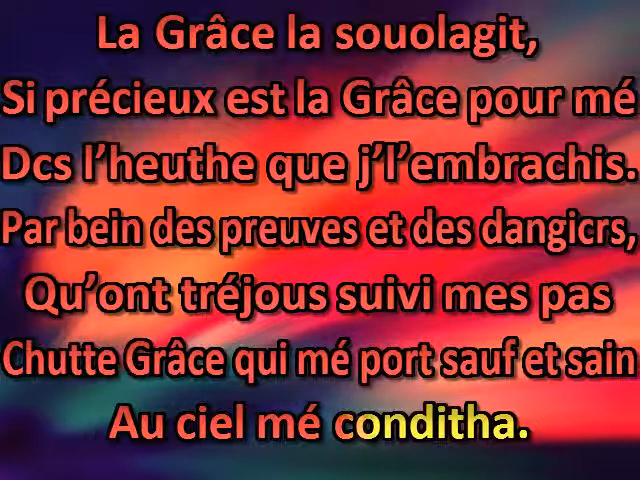 La Grâce la souolagit,
Si précieux est la Grâce pour mé
Dcs l’heuthe que j’l’embrachis.
Par bein des preuves et des dangicrs,
Qu’ont tréjous suivi mes pas
Chutte Grâce qui mé port sauf et sain
Au ciel mé conditha.